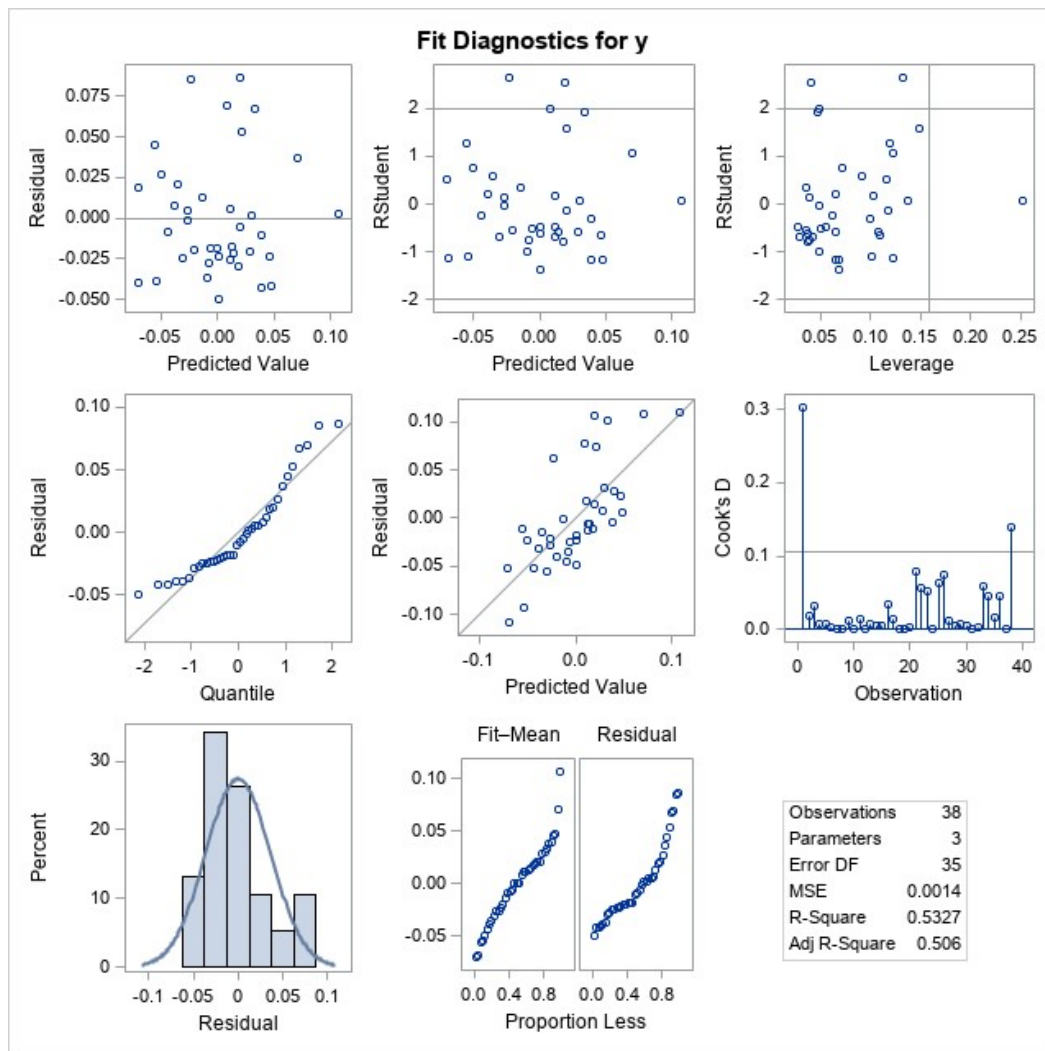 Fit Diagnostics for y
Residual
0.075
0.050
0.025
0.000
-0.025
-0.050
-0.05 0.00 0.05 0.10
Predicted Value
RStudent
2
1
0
-1
-2
-0.05 0.00 0.05 0.10
Predicted Value
RStudent
2
1
0
-1
-2
0.05 0.10 0.15 0.20 0.25
Leverage
Residual
0.10
0.05
0.00
-0.05
-2 -1 0 1 2
Quantile
Residual
0.10
0.05
0.00
-0.05
-0.10
-0.1 0.0 0.1
Predicted Value
Cook's D
0.3
0.2
0.1
0.0
0 10 20 30 40
Observation
Percent
30
20
10
0
-0.1 -0.05 0 0.05 0.1
Residual
Fit–Mean Residual
0.10
0.05
0.00
-0.05
0.0 0.4 0.8 0.0 0.4 0.8
Proportion Less
Observations 38
Parameters 3
Error DF 35
MSE 0.0014
R-Square 0.5327
Adj R-Square 0.506